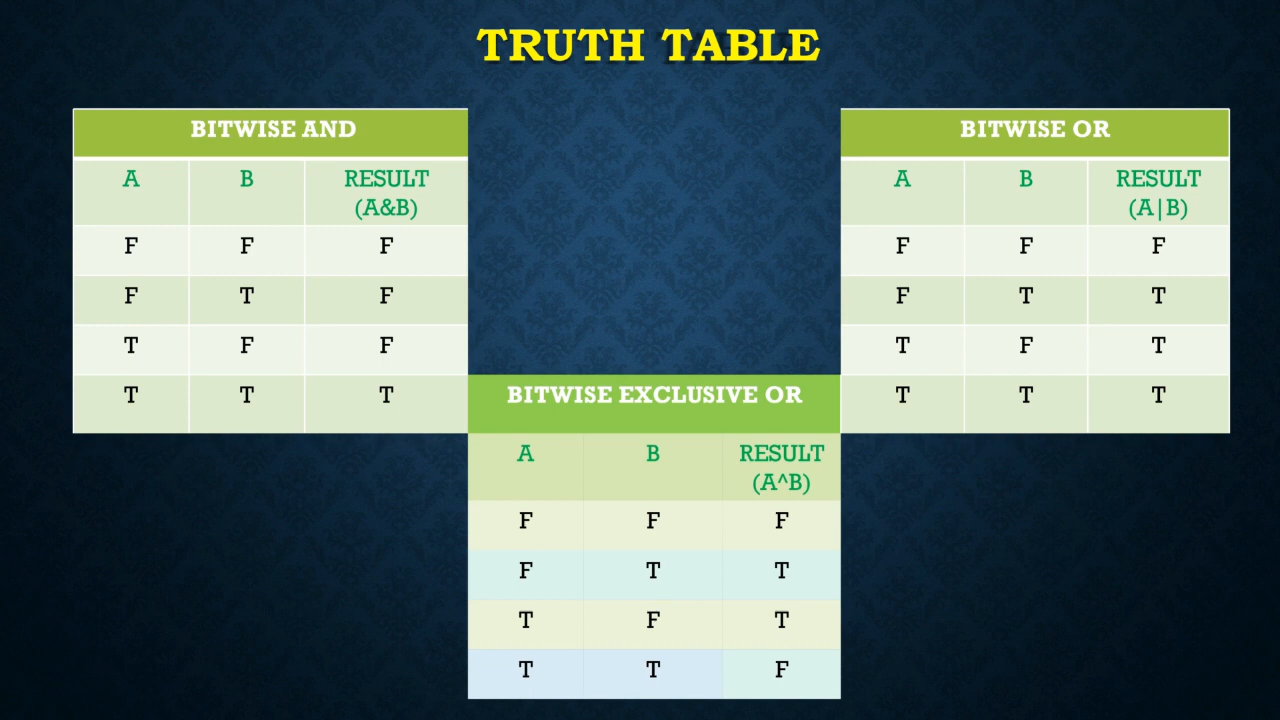 TRUTH TABLE
BITWISE AND
A B RESULT
(A&B)
F F F
F T F
T F F
T T T
BITWISE OR
A B RESULT
(A|B)
F F F
F T T
T F T
T T T
BITWISE EXCLUSIVE OR
A B RESULT
(A^B)
F F F
F T T
T F T
T T F